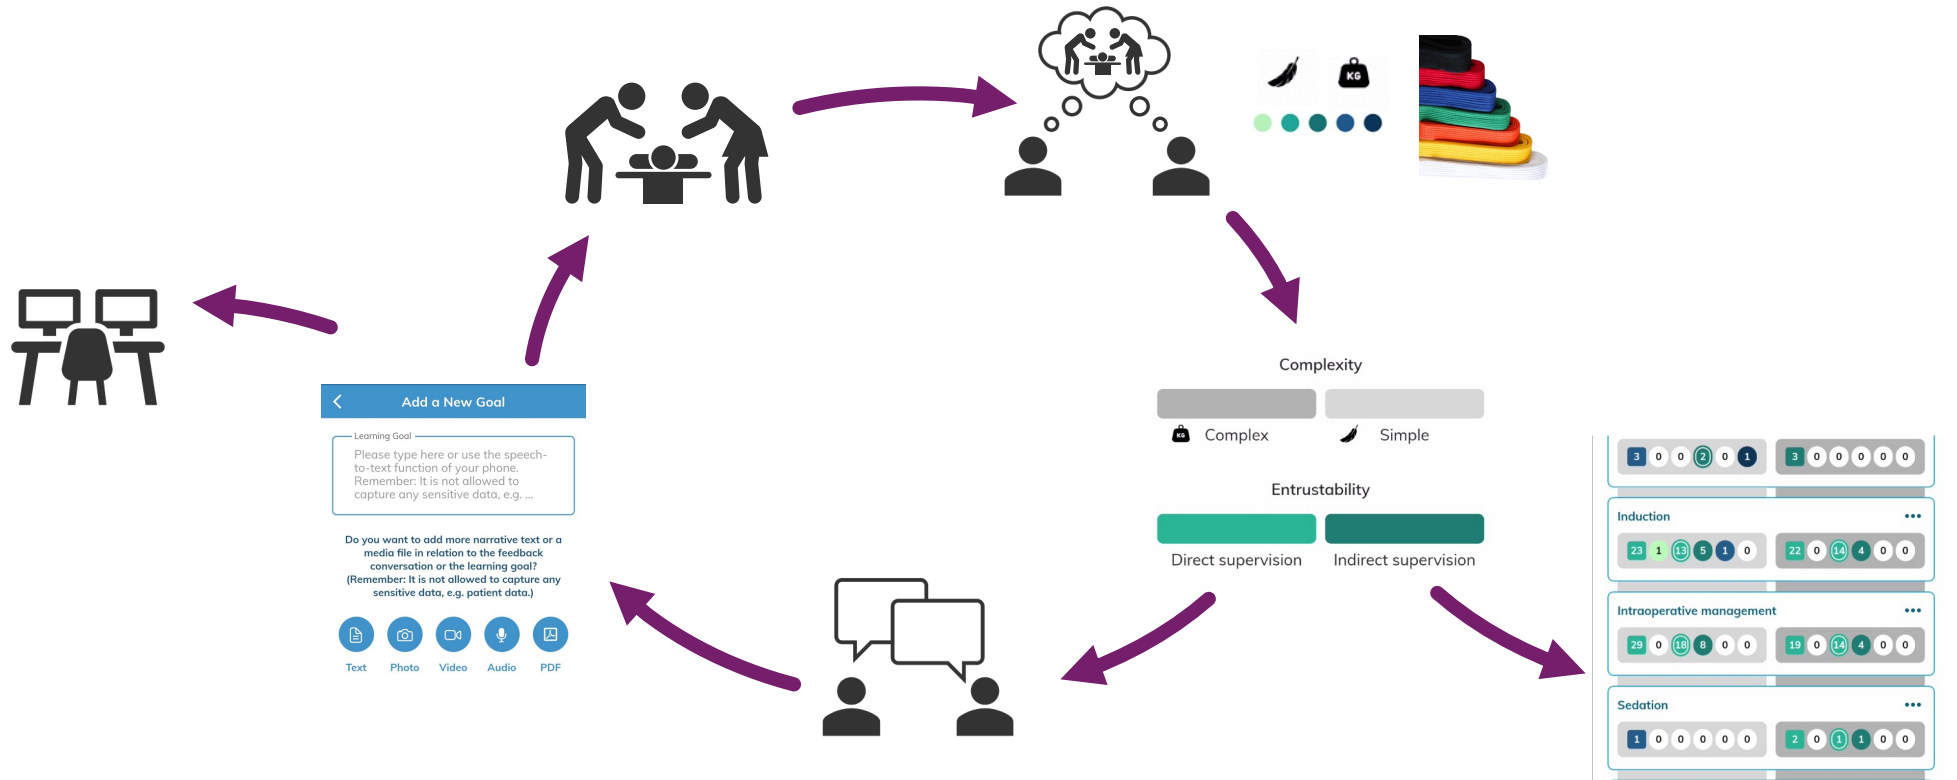 KG
Add a New Goal
Learning Goal
Please type here or use the speech-
to-text function of your phone.
Remember: It is not allowed to
capture any sensitive data, e.g. ...
Do you want to add more narrative text or a
media file in relation to the feedback
conversation or the learning goal?
(Remember: It is not allowed to capture any
sensitive data, e.g. patient data.)
Text Photo Video Audio PDF
Complexity
KG Complex Simple
Entrustability
Direct supervision Indirect supervision
3 0 0 2 0 1 3 0 0 0 0 0
Induction
23 1 13 5 1 0 22 0 14 4 0 0
Intraoperative management
29 0 18 8 0 0 19 0 14 4 0 0
Sedation
1 0 0 0 0 0 2 0 1 1 0 0